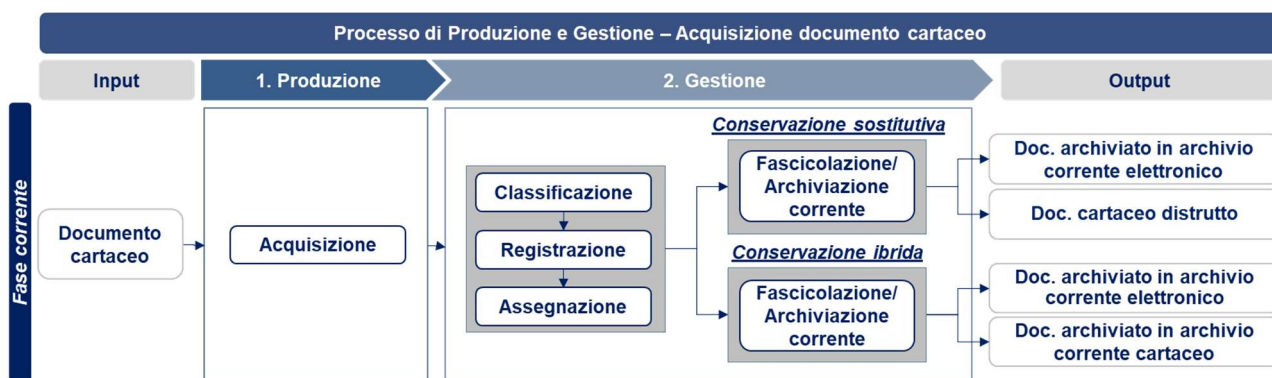 Processo di Produzione e Gestione – Acquisizione documento cartaceo
Input
1. Produzione
2. Gestione
Output
Fase corrente
Documento
cartaceo
Acquisizione
Classificazione
Registrazione
Assegnazione
Conservazione sostitutiva
Fascicolazione/
Archiviazione
corrente
Conservazione ibrida
Fascicolazione/
Archiviazione
corrente
Doc. archiviato in archivio
corrente elettronico
Doc. cartaceo distrutto
Doc. archiviato in archivio
corrente elettronico
Doc. archiviato in archivio
corrente cartaceo